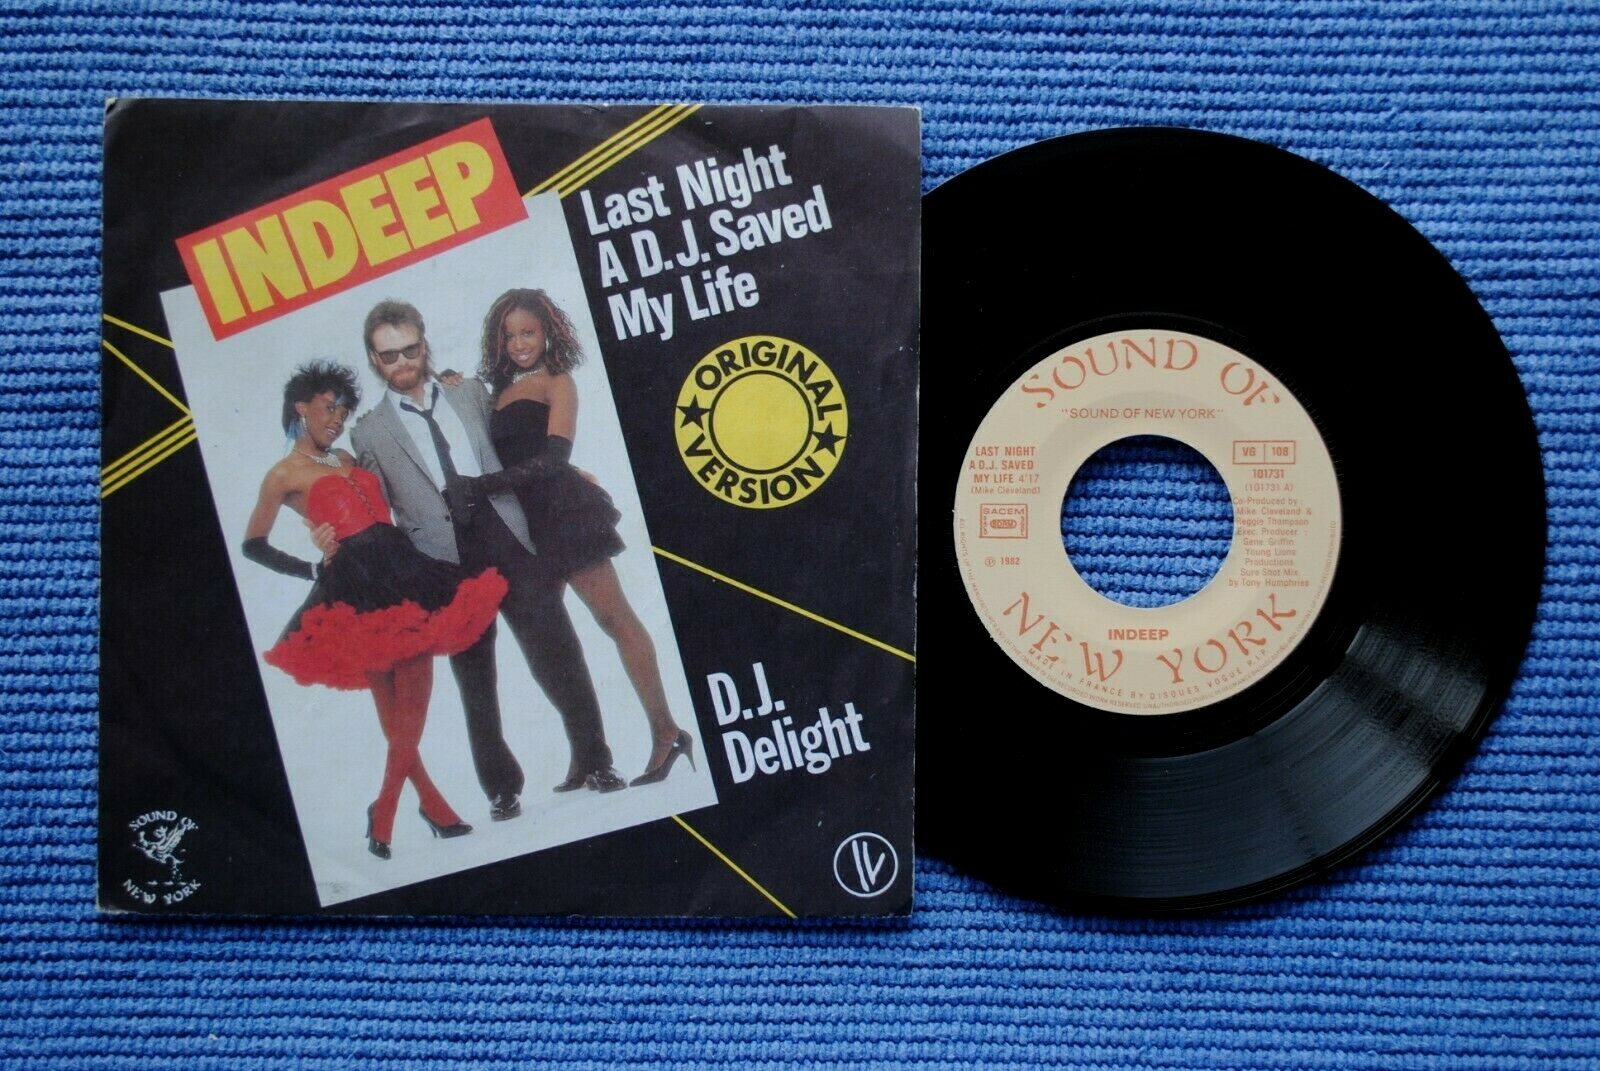 INDEEP
Last Night
A D.J. Saved
My Life
ORIGINAL
VERSION
D.J.
Delight
SOUND OF
NEW YORK
SOUND OF
"SOUND OF NEW YORK"
LAST NIGHT
A D.J. SAVED
MY LIFE 4'17
(Mike Cleveland)
SACEM
℗ 1982
VG 108
101731
(101731 A)
Co-Produced by :
Mike Cleveland &
Reggie Thompson
Exec. Producer :
Gene Griffin
Young Lions
Productions
Sure Shot Mix
by Tony Humphries
INDEEP
NEW YORK
MADE IN FRANCE BY DISQUES VOGUE P.I.P.